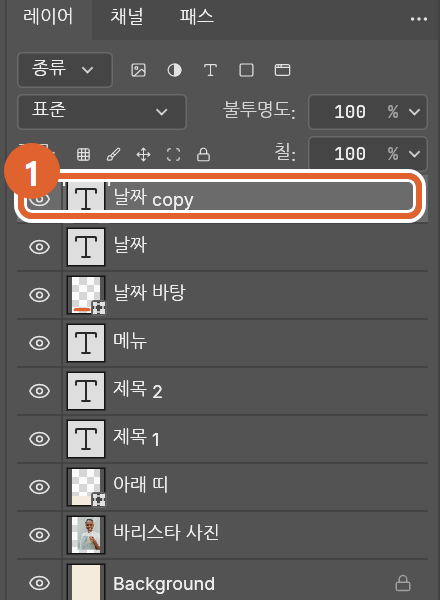 레이어 채널 패스
종류
표준 불투명도: 100 %
칠: 100 %
1
날짜 copy
날짜
날짜 바탕
메뉴
제목 2
제목 1
아래 띠
바리스타 사진
Background